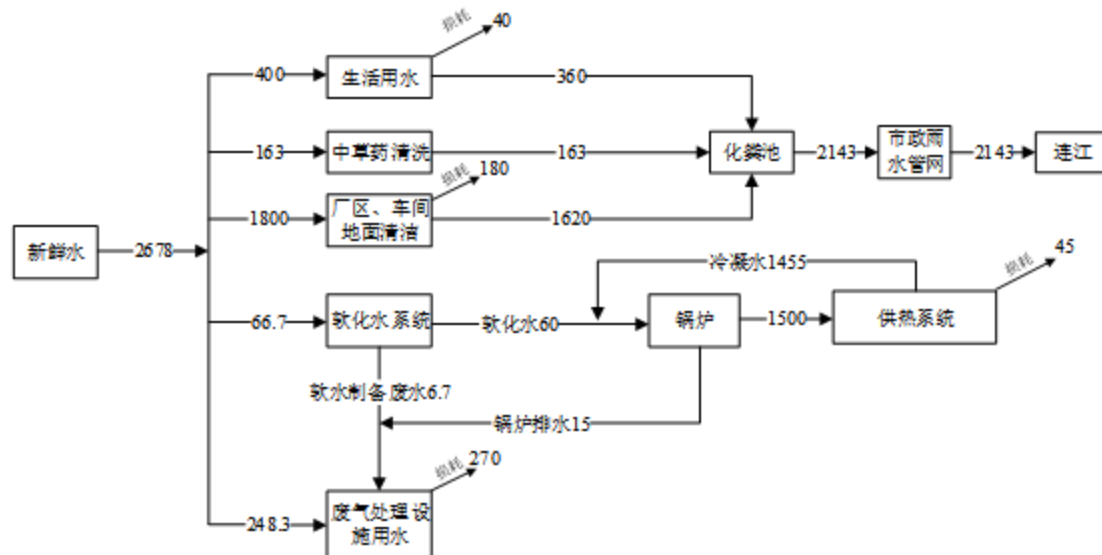 损耗 40
400
生活用水
360
163
中草药清洗
163
化粪池
2143
市政雨
水管网
2143
连江
损耗 180
1800
厂区、车间
地面清洁
1620
新鲜水
2678
冷凝水1455
损耗 45
66.7
软化水系统
软化水60
锅炉
1500
供热系统
软水制备废水6.7
锅炉排水15
损耗 270
248.3
废气处理设
施用水